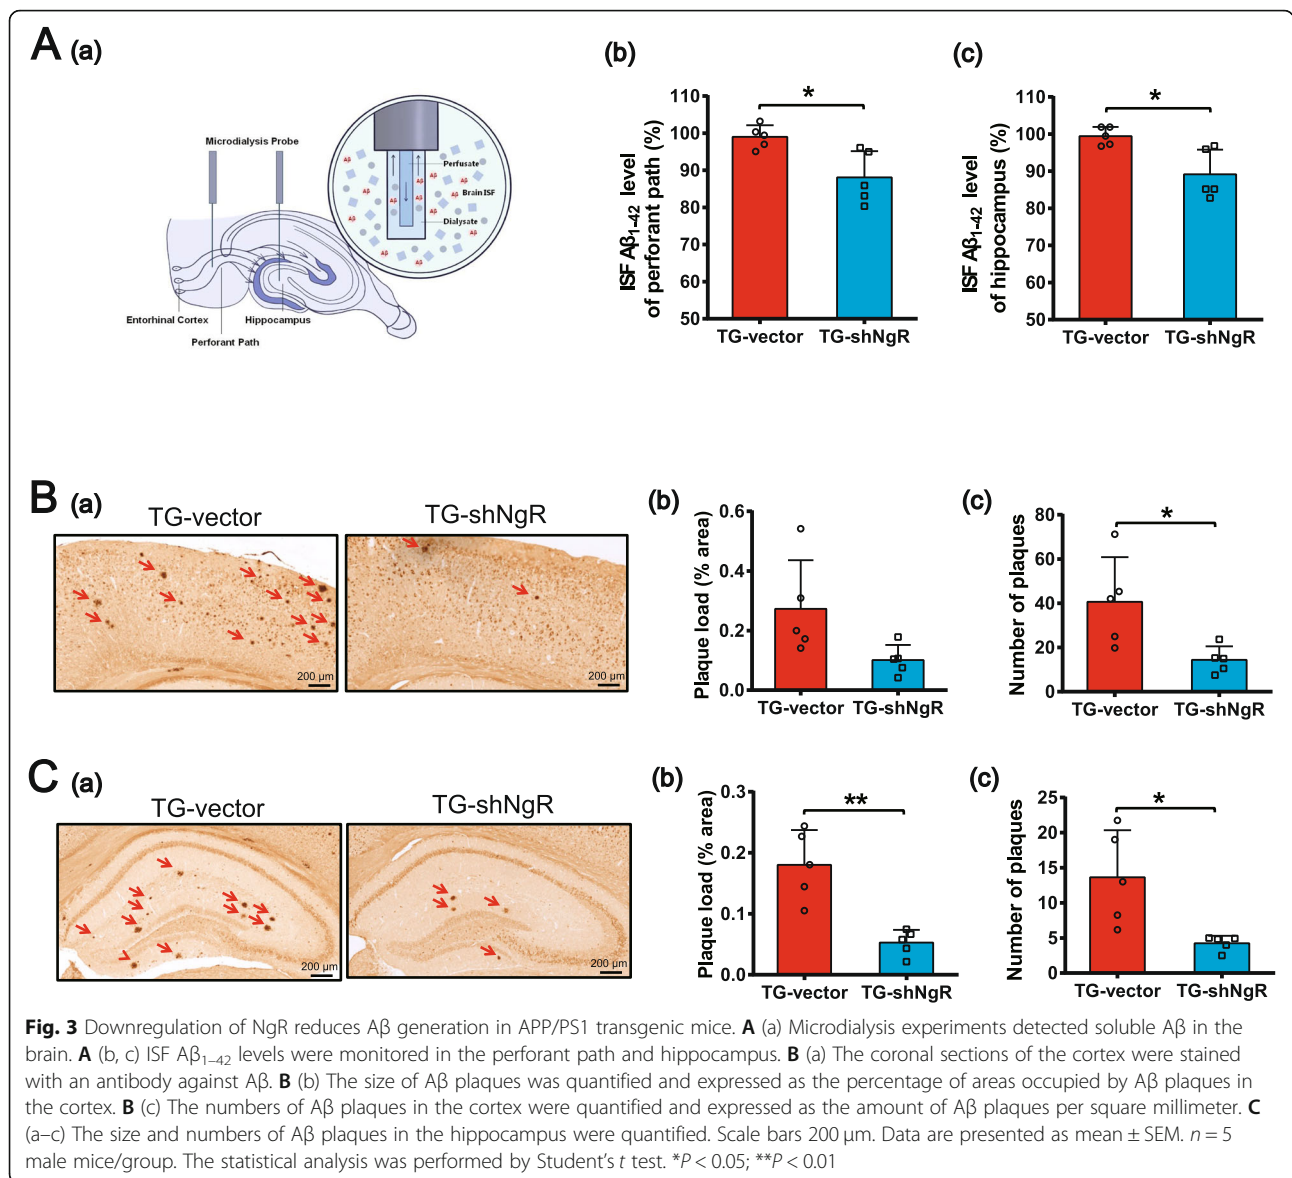 A (a)
Microdialysis Probe
Aβ
Aβ
Aβ
Aβ
Aβ
Aβ
Aβ
Aβ
Aβ
Aβ
Aβ
Aβ
Perfusate
Brain ISF
Dialysate
Entorhinal Cortex
Hippocampus
Perforant Path
(b)
ISF Aβ1-42 level
of perforant path (%)
110
100
90
80
70
60
50
*
TG-vector TG-shNgR
(c)
ISF Aβ1-42 level
of hippocampus (%)
110
100
90
80
70
60
50
*
TG-vector TG-shNgR
B (a)
TG-vector
TG-shNgR
200 µm
200 µm
(b)
Plaque load (% area)
0.6
0.4
0.2
0.0
TG-vector TG-shNgR
(c)
Number of plaques
80
60
40
20
0
*
TG-vector TG-shNgR
C (a)
TG-vector
TG-shNgR
200 µm
200 µm
(b)
Plaque load (% area)
0.3
0.2
0.1
0.0
**
TG-vector TG-shNgR
(c)
Number of plaques
25
20
15
10
5
0
*
TG-vector TG-shNgR
Fig. 3 Downregulation of NgR reduces Aβ generation in APP/PS1 transgenic mice. A (a) Microdialysis experiments detected soluble Aβ in the
brain. A (b, c) ISF Aβ1–42 levels were monitored in the perforant path and hippocampus. B (a) The coronal sections of the cortex were stained
with an antibody against Aβ. B (b) The size of Aβ plaques was quantified and expressed as the percentage of areas occupied by Aβ plaques in
the cortex. B (c) The numbers of Aβ plaques in the cortex were quantified and expressed as the amount of Aβ plaques per square millimeter. C
(a–c) The size and numbers of Aβ plaques in the hippocampus were quantified. Scale bars 200 µm. Data are presented as mean ± SEM. n = 5
male mice/group. The statistical analysis was performed by Student's t test. *P < 0.05; **P < 0.01